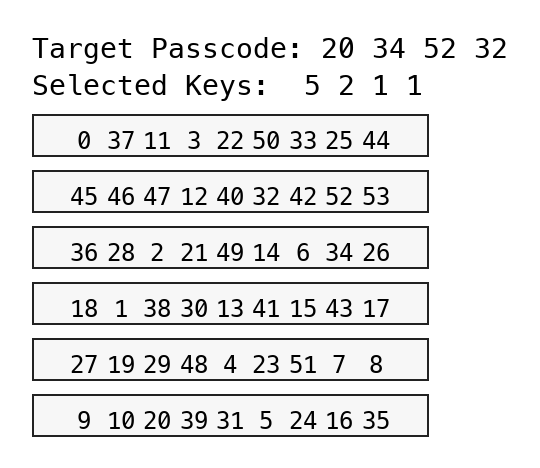 Target Passcode: 20 34 52 32
Selected Keys: 5 2 1 1
0 37 11 3 22 50 33 25 44
45 46 47 12 40 32 42 52 53
36 28 2 21 49 14 6 34 26
18 1 38 30 13 41 15 43 17
27 19 29 48 4 23 51 7 8
9 10 20 39 31 5 24 16 35